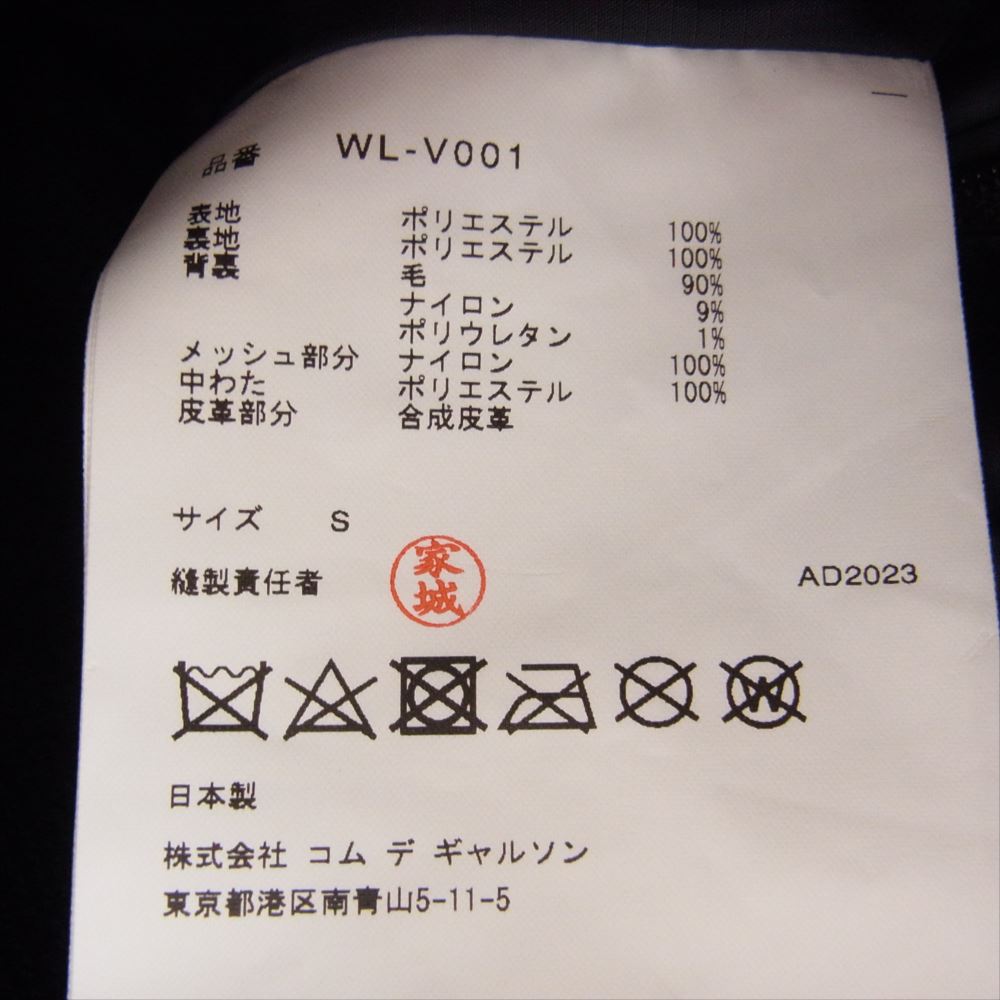 品番 WL-V001
表地 ポリエステル 100%
裏地 ポリエステル 100%
背裏 毛 90%
ナイロン 9%
ポリウレタン 1%
メッシュ部分 ナイロン 100%
中わた ポリエステル 100%
皮革部分 合成皮革
サイズ S
縫製責任者 家城 AD2023
W
日本製
株式会社 コム デ ギャルソン
東京都港区南青山5-11-5